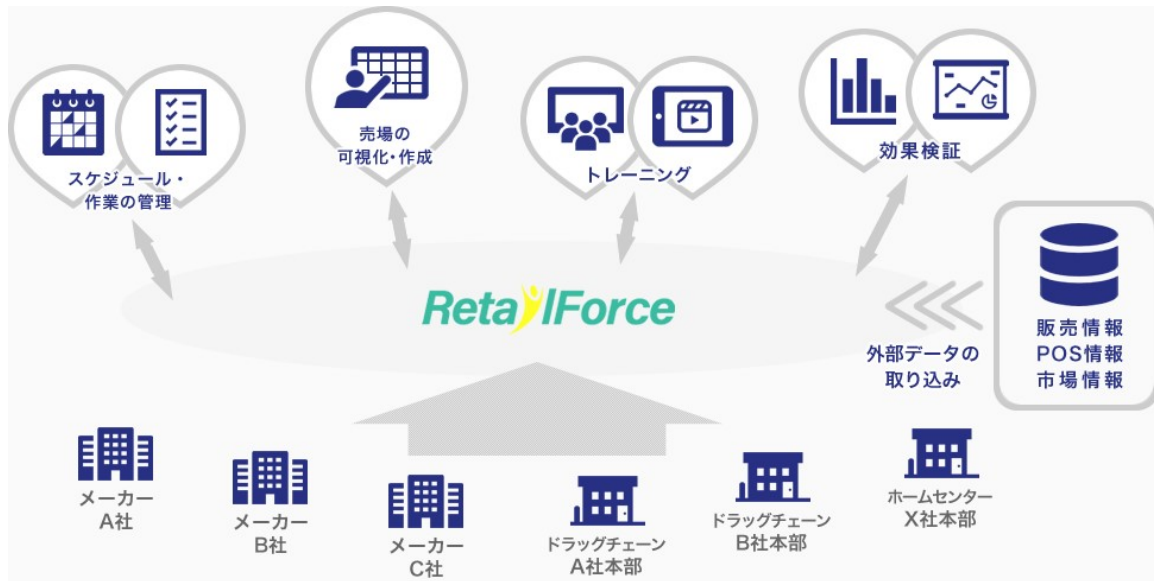 スケジュール・
作業の管理
売場の
可視化・作成
トレーニング
効果検証
RetailForce
販売情報
POS情報
市場情報
外部データの
取り込み
メーカー
A社
メーカー
B社
メーカー
C社
ドラッグチェーン
A社本部
ドラッグチェーン
B社本部
ホームセンター
X社本部